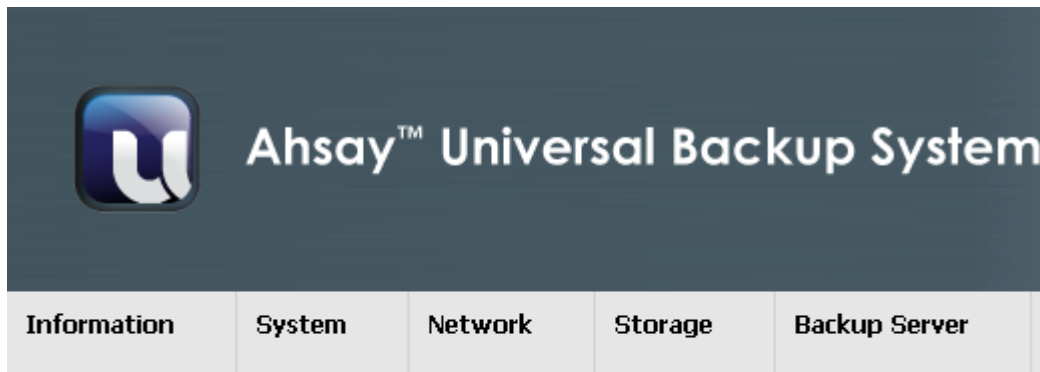 Ahsay™ Universal Backup System
Information System Network Storage Backup Server